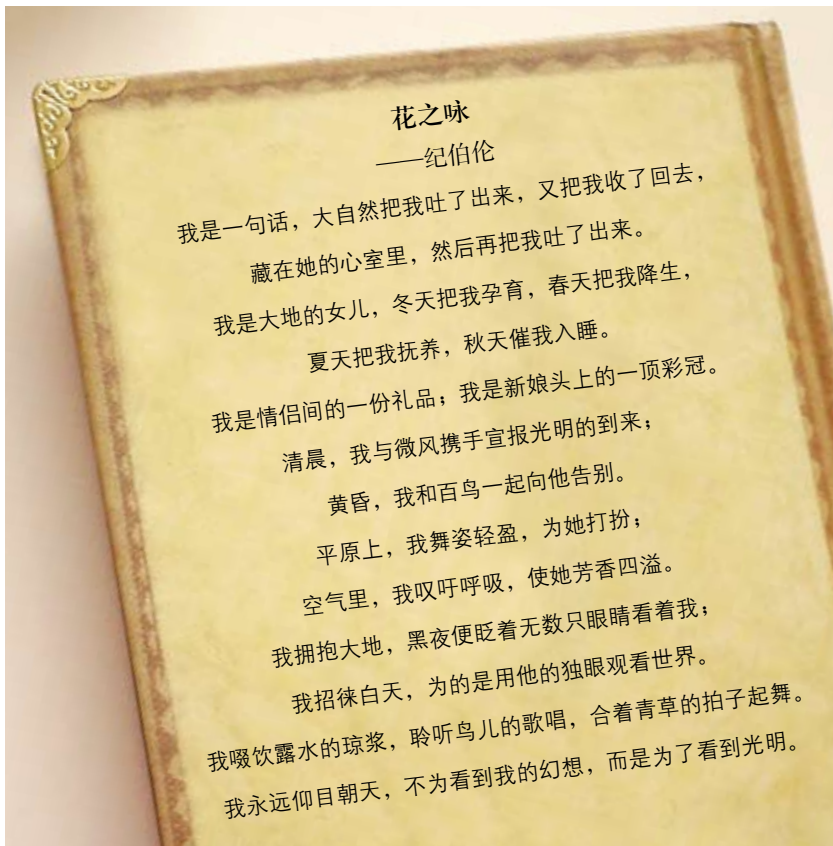 花之咏
——纪伯伦
我是一句话，大自然把我吐了出来，又把我收了回去，
藏在她的心室里，然后再把我吐了出来。
我是大地的女儿，冬天把我孕育，春天把我降生，
夏天把我抚养，秋天催我入睡。
我是情侣间的一份礼品；我是新娘头上的一顶彩冠。
清晨，我与微风携手宣报光明的到来；
黄昏，我和百鸟一起向他告别。
平原上，我舞姿轻盈，为她打扮；
空气里，我叹吁呼吸，使她芳香四溢。
我拥抱大地，黑夜便眨着无数只眼睛看着我；
我招徕白天，为的是用他的独眼观看世界。
我啜饮露水的琼浆，聆听鸟儿的歌唱，合着青草的拍子起舞。
我永远仰目朝天，不为看到我的幻想，而是为了看到光明。